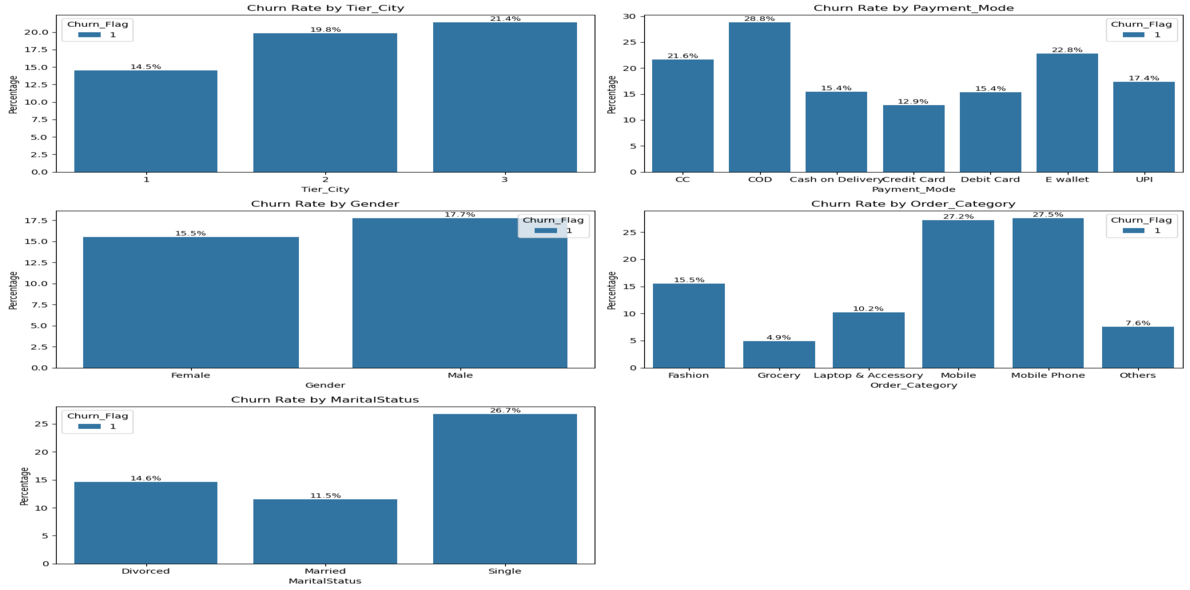 Churn Rate by Tier_City
Churn_Flag
1
Percentage
20.0
17.5
15.0
12.5
10.0
7.5
5.0
2.5
0.0
14.5%
19.8%
21.4%
1 2 3
Tier_City
Churn Rate by Payment_Mode
Churn_Flag
1
Percentage
30
25
20
15
10
5
0
21.6%
28.8%
15.4%
12.9%
15.4%
22.8%
17.4%
CC COD Cash on Delivery Credit Card Debit Card E wallet UPI
Payment_Mode
Churn Rate by Gender
Churn_Flag
1
Percentage
17.5
15.0
12.5
10.0
7.5
5.0
2.5
0.0
15.5%
17.7%
Female Male
Gender
Churn Rate by Order_Category
Churn_Flag
1
Percentage
25
20
15
10
5
0
15.5%
4.9%
10.2%
27.2%
27.5%
7.6%
Fashion Grocery Laptop & Accessory Mobile Mobile Phone Others
Order_Category
Churn Rate by MaritalStatus
Churn_Flag
1
Percentage
25
20
15
10
5
0
14.6%
11.5%
26.7%
Divorced Married Single
MaritalStatus